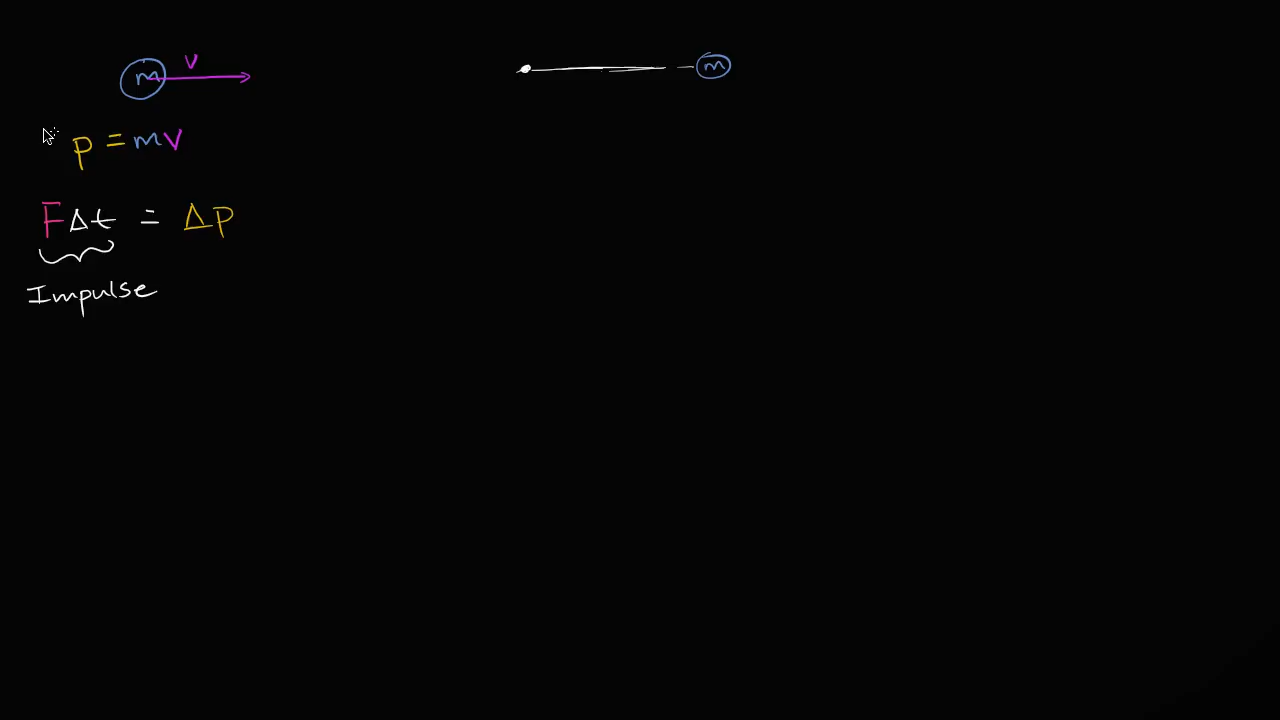 m v
m
p = mv
FΔt = Δp
Impulse